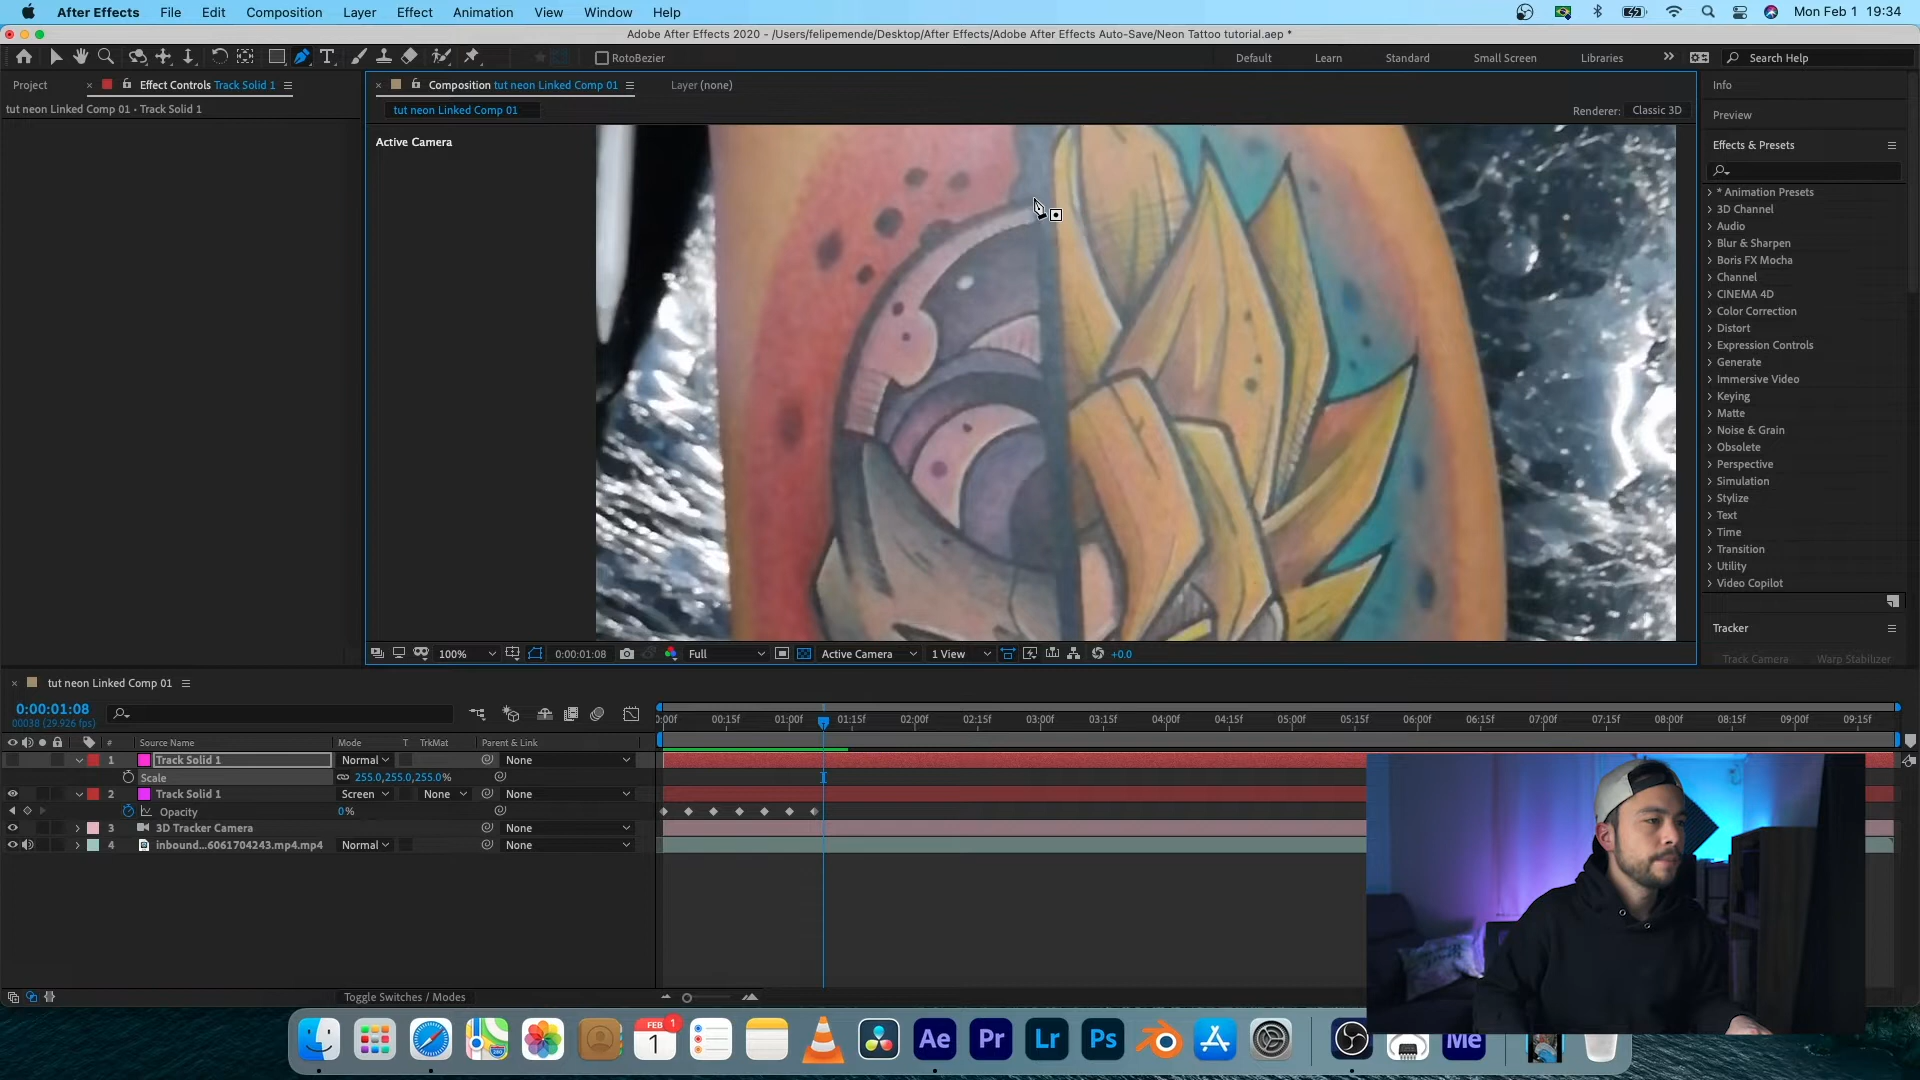 After Effects File Edit Composition Layer Effect Animation View Window Help Mon Feb 1 19:34
Adobe After Effects 2020 - /Users/felipemende/Desktop/After Effects/Adobe After Effects Auto-Save/Neon Tattoo tutorial.aep *
RotoBezier Default Learn Standard Small Screen Libraries Search Help
Project Effect Controls Track Solid 1 Composition tut neon Linked Comp 01 Layer (none) Info
tut neon Linked Comp 01 • Track Solid 1 tut neon Linked Comp 01 Renderer: Classic 3D Preview
Active Camera
Effects & Presets
* Animation Presets
3D Channel
Audio
Blur & Sharpen
Boris FX Mocha
Channel
CINEMA 4D
Color Correction
Distort
Expression Controls
Generate
Immersive Video
Keying
Matte
Noise & Grain
Obsolete
Perspective
Simulation
Stylize
Text
Time
Transition
Utility
Video Copilot
Tracker
Track Camera Warp Stabilizer
100% 0:00:01:08 Full Active Camera 1 View +0.0
tut neon Linked Comp 01
0:00:01:08
00038 (29.926 fps)
0:00f 00:15f 01:00f 01:15f 02:00f 02:15f 03:00f 03:15f 04:00f 04:15f 05:00f 05:15f 06:00f 06:15f 07:00f 07:15f 08:00f 08:15f 09:00f 09:15f
# Source Name Mode T TrkMat Parent & Link
1 Track Solid 1 Normal None
Scale 255.0,255.0,255.0%
2 Track Solid 1 Screen None None
Opacity 0%
3 3D Tracker Camera None
4 inbound...6061704243.mp4.mp4 Normal None
Toggle Switches / Modes
FEB 1
1
Ae Pr Lr Ps Me